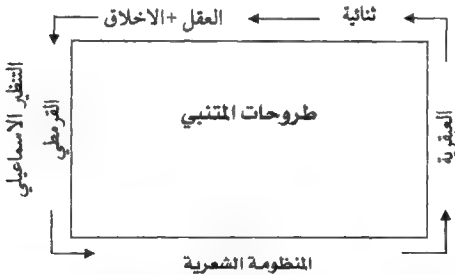 ثنائية
العقل +الاخلاق
التنظير الاسماعيلي
القرمطي
طروحات المتنبي
العبقرية
المنظومة الشعرية